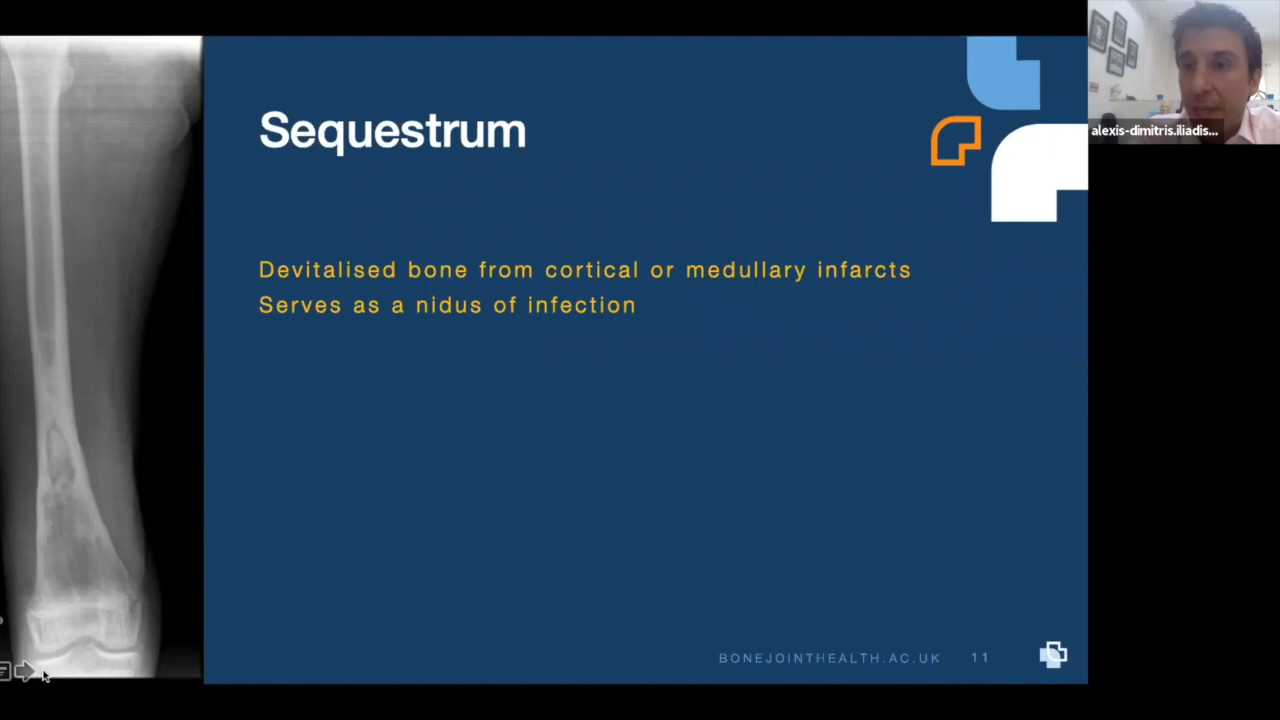 Sequestrum
Devitalised bone from cortical or medullary infarcts
Serves as a nidus of infection
BONEJOINTHEALTH.AC.UK 11
alexis-dimitris.iliadis...